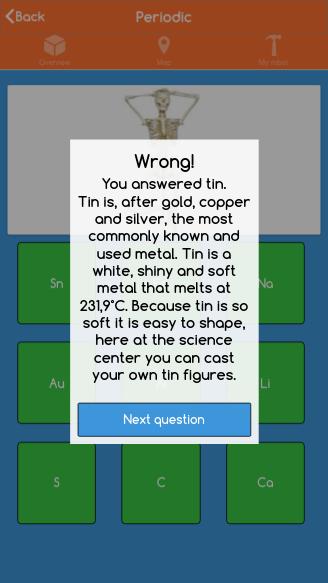 Back
Periodic
Overview
Map
My robot
Wrong!
You answered tin.
Tin is, after gold, copper
and silver, the most
commonly known and
used metal. Tin is a
white, shiny and soft
metal that melts at
231,9°C. Because tin is so
soft it is easy to shape,
here at the science
center you can cast
your own tin figures.
Next question
Sn
Na
Au
Li
S
C
Ca